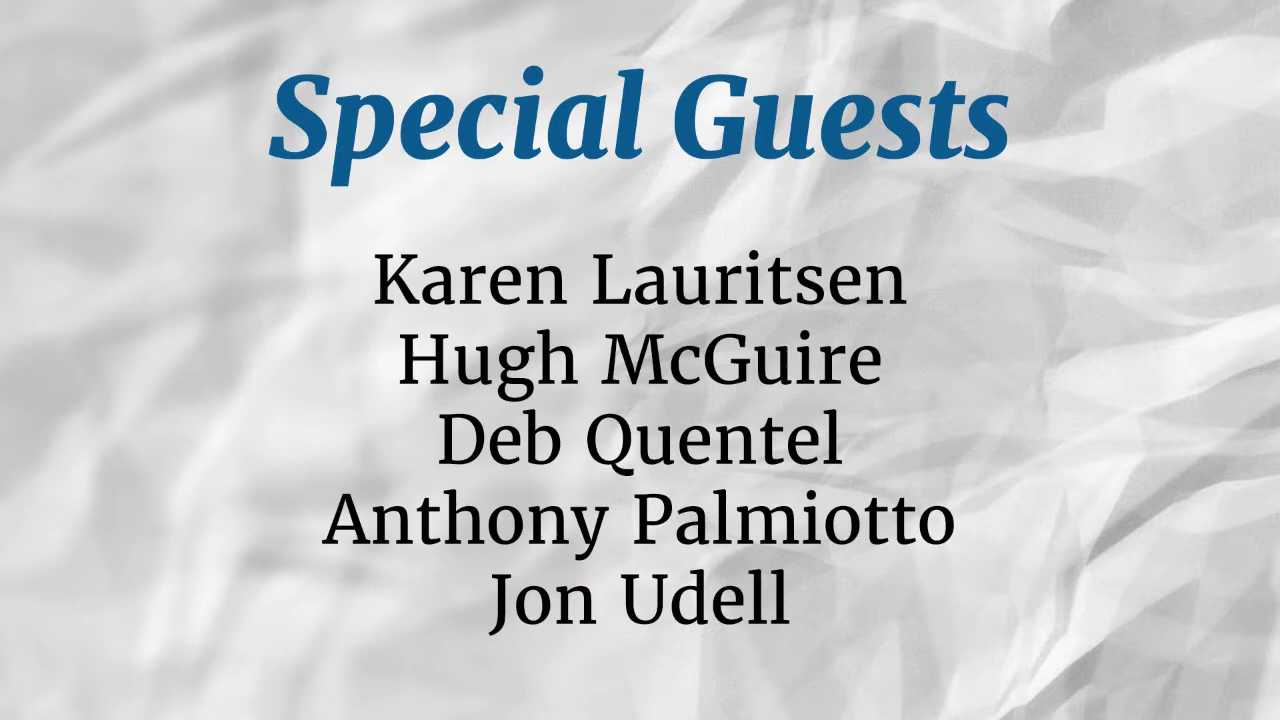 Special Guests
Karen Lauritsen
Hugh McGuire
Deb Quentel
Anthony Palmiotto
Jon Udell